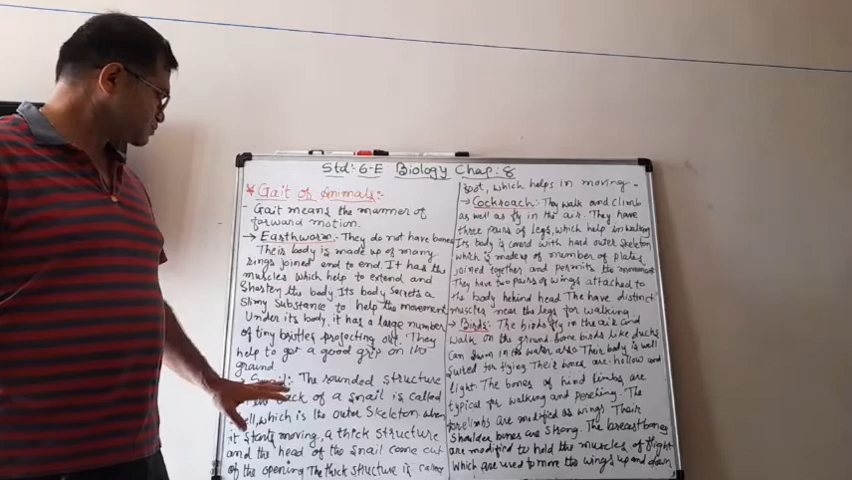 Std:- 6-E Biology Chap:- 8
* Gait of Animals:-
- Gait means the manner of
forward motion.
→ Earthworm:- They do not have bones
Their body is made up of many
rings joined end to end. It has the
muscles which help to extend and
shorten the body Its body secrets a
slimy substance to help the movement
Under its body, it has a large number
of tiny bristles projecting out. They
help to get a good grip on the
ground.
Snail:- The rounded structure
back of a snail is called
which is the outer skeleton when
it starts moving, a thick structure
and the head of the snail come out
of the opening The thick structure is called
foot, which helps in moving.
→ Cockroach:- They walk and climb
as well as fly in the air. They have
three pairs of legs, which help in walking
Its body is coverd with hard outer skeleton
which is made up of number of plates
joined together and permits the movement
They have two pairs of wings attached to
the body behind head The have distinct
muscles near the legs for walking
→ Birds:- The birds fly in the air and
walk on the ground Some birds like ducks
can swim in the water also Their body is well
suited for flying Their bones are hollow and
light The bones of hind limbs are
typical for walking and perching. The
forelimbs are modified as wings Their
shoulder bones are strong. The breast bones
are modified to hold the muscles of flight
which are used to move the wings up and down